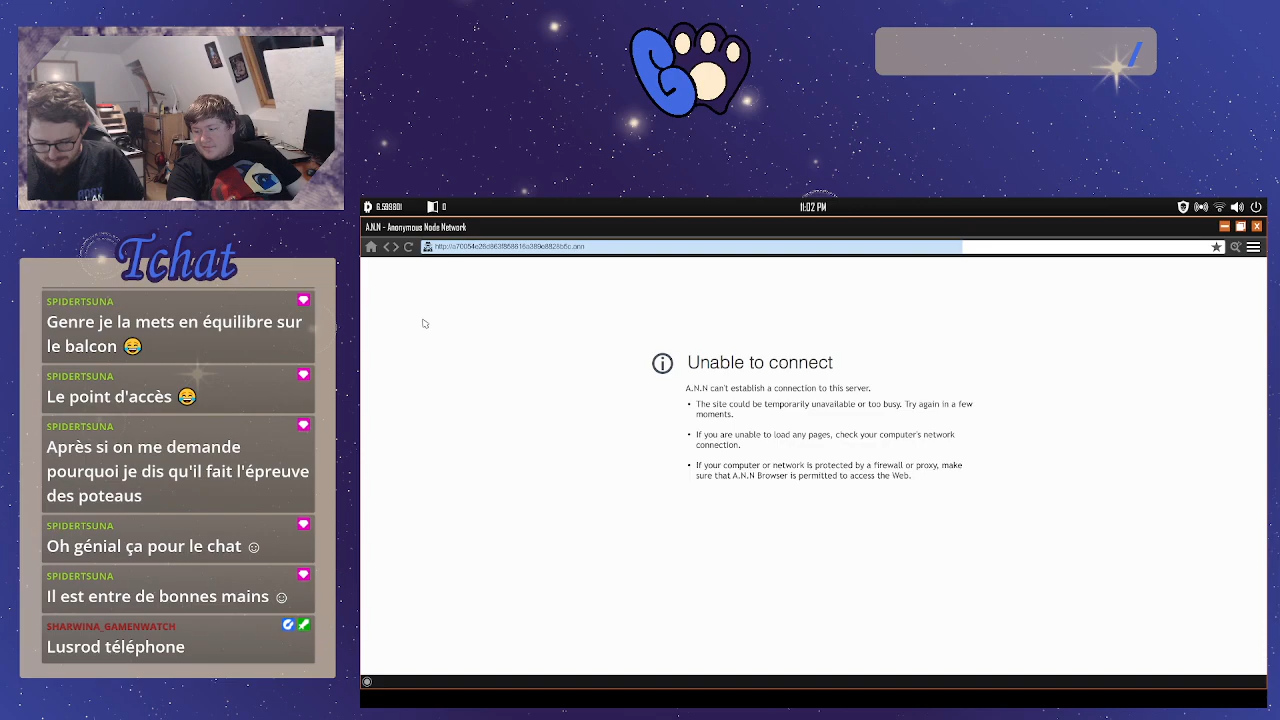 6.599801
0
11:02 PM
A.N.N - Anonymous Node Network
Tchat
SPIDERTSUNA
Genre je la mets en équilibre sur
le balcon 😂
SPIDERTSUNA
Le point d'accès 😂
SPIDERTSUNA
Après si on me demande
pourquoi je dis qu'il fait l'épreuve
des poteaus
SPIDERTSUNA
Oh génial ça pour le chat ☺
SPIDERTSUNA
Il est entre de bonnes mains ☺
SHARWINA_GAMENWATCH
Lusrod téléphone
Unable to connect
A.N.N can't establish a connection to this server.
• The site could be temporarily unavailable or too busy. Try again in a few
moments.
• If you are unable to load any pages, check your computer's network
connection.
• If your computer or network is protected by a firewall or proxy, make
sure that A.N.N Browser is permitted to access the Web.